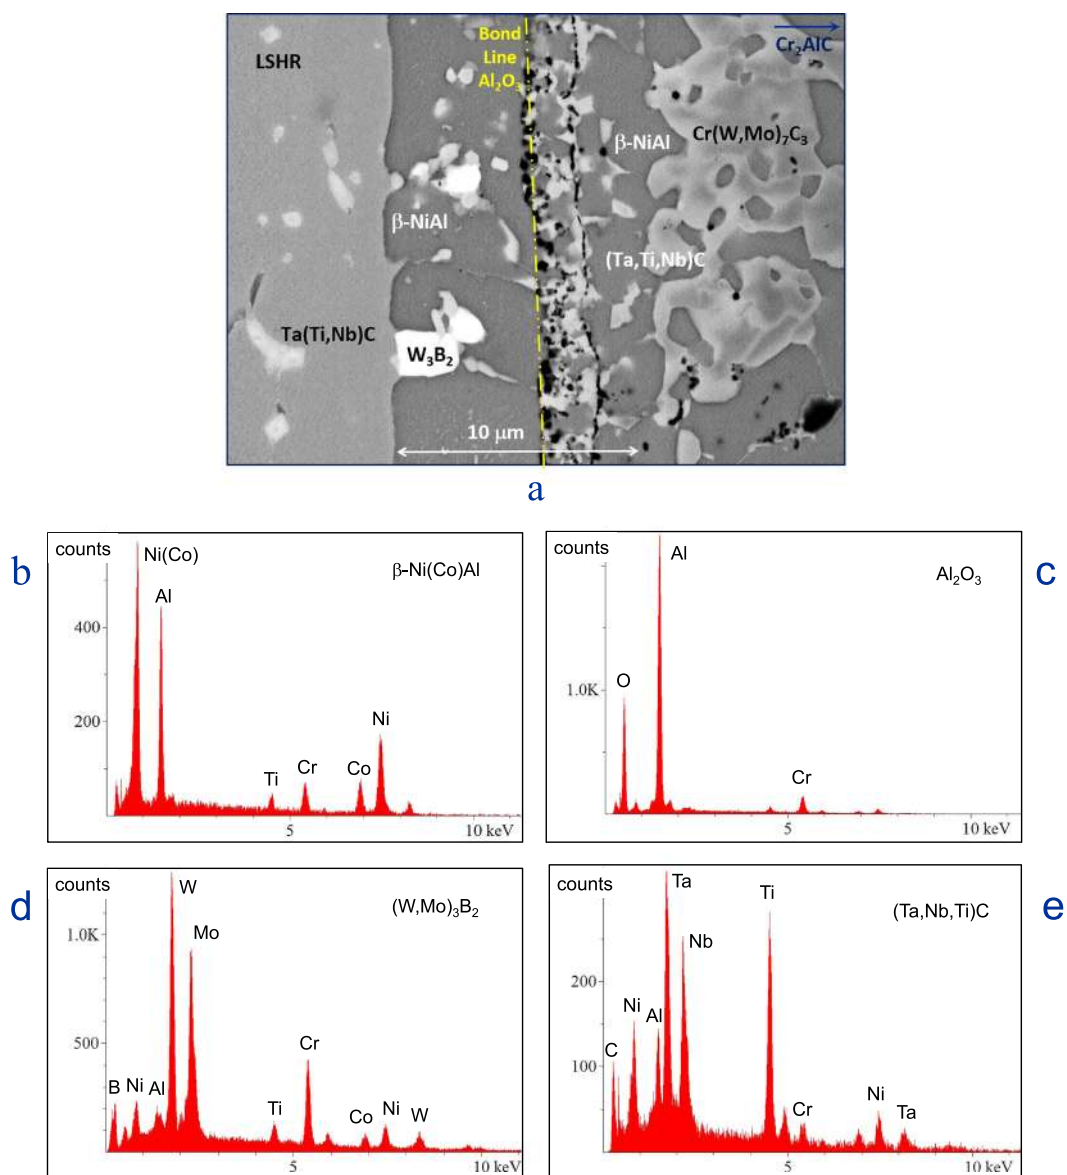 LSHR
Bond
Line
Al₂O₃
Cr₂AlC
β-NiAl
Cr(W,Mo)₇C₃
β-NiAl
(Ta,Ti,Nb)C
Ta(Ti,Nb)C
W₃B₂
10 μm
a
b
counts
Ni(Co)
β-Ni(Co)Al
Al
400
200
Ni
Ti
Cr
Co
5
10 keV
c
counts
Al
Al₂O₃
O
1.0K
Cr
5
10 keV
d
counts
W
(W,Mo)₃B₂
Mo
1.0K
500
Cr
B
Ni
Al
Ti
Co
Ni
W
5
10 keV
e
counts
Ta
Ti
(Ta,Nb,Ti)C
Nb
200
Ni
Al
C
100
Cr
Ni
Ta
5
10 keV